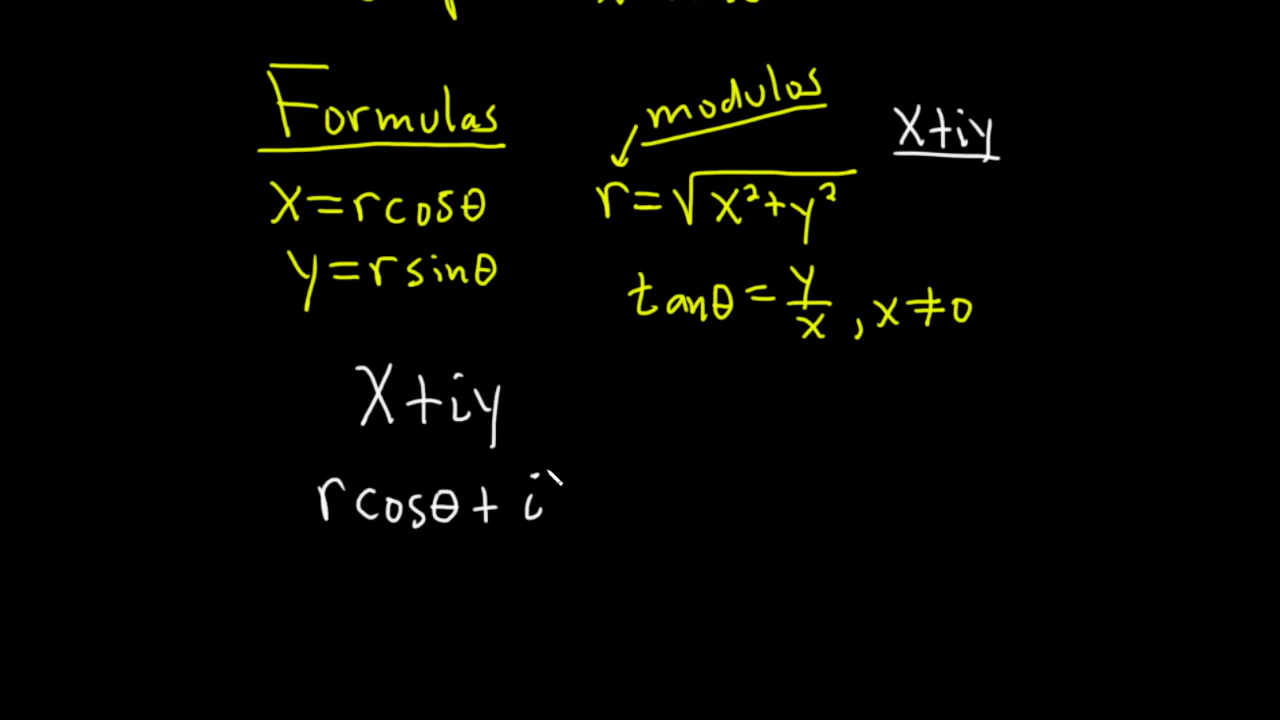 Formulas
modulos
x+iy
x=rcosθ
r=√x²+y²
y=rsinθ
tanθ=y/x, x≠0
x+iy
rcosθ+i